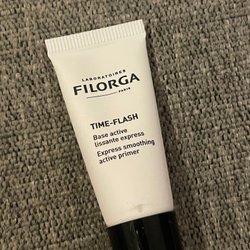 LABORATOIRES
FILORGA
PARIS
TIME-FLASH
Base active
lissante express
Express smoothing
active primer